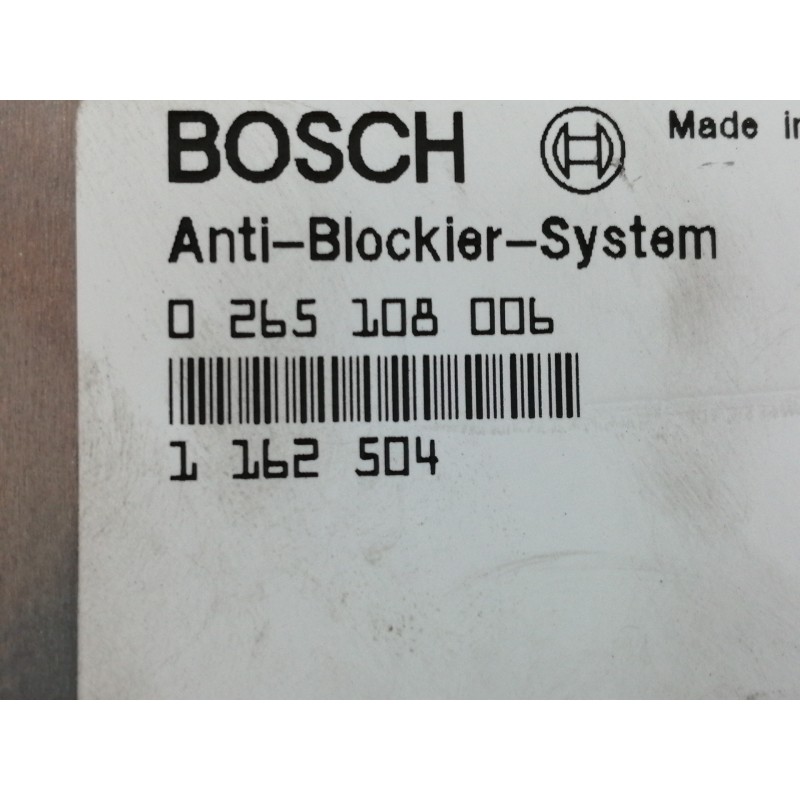 BOSCH Made in
Anti-Blockier-System
0 265 108 006
1 162 504